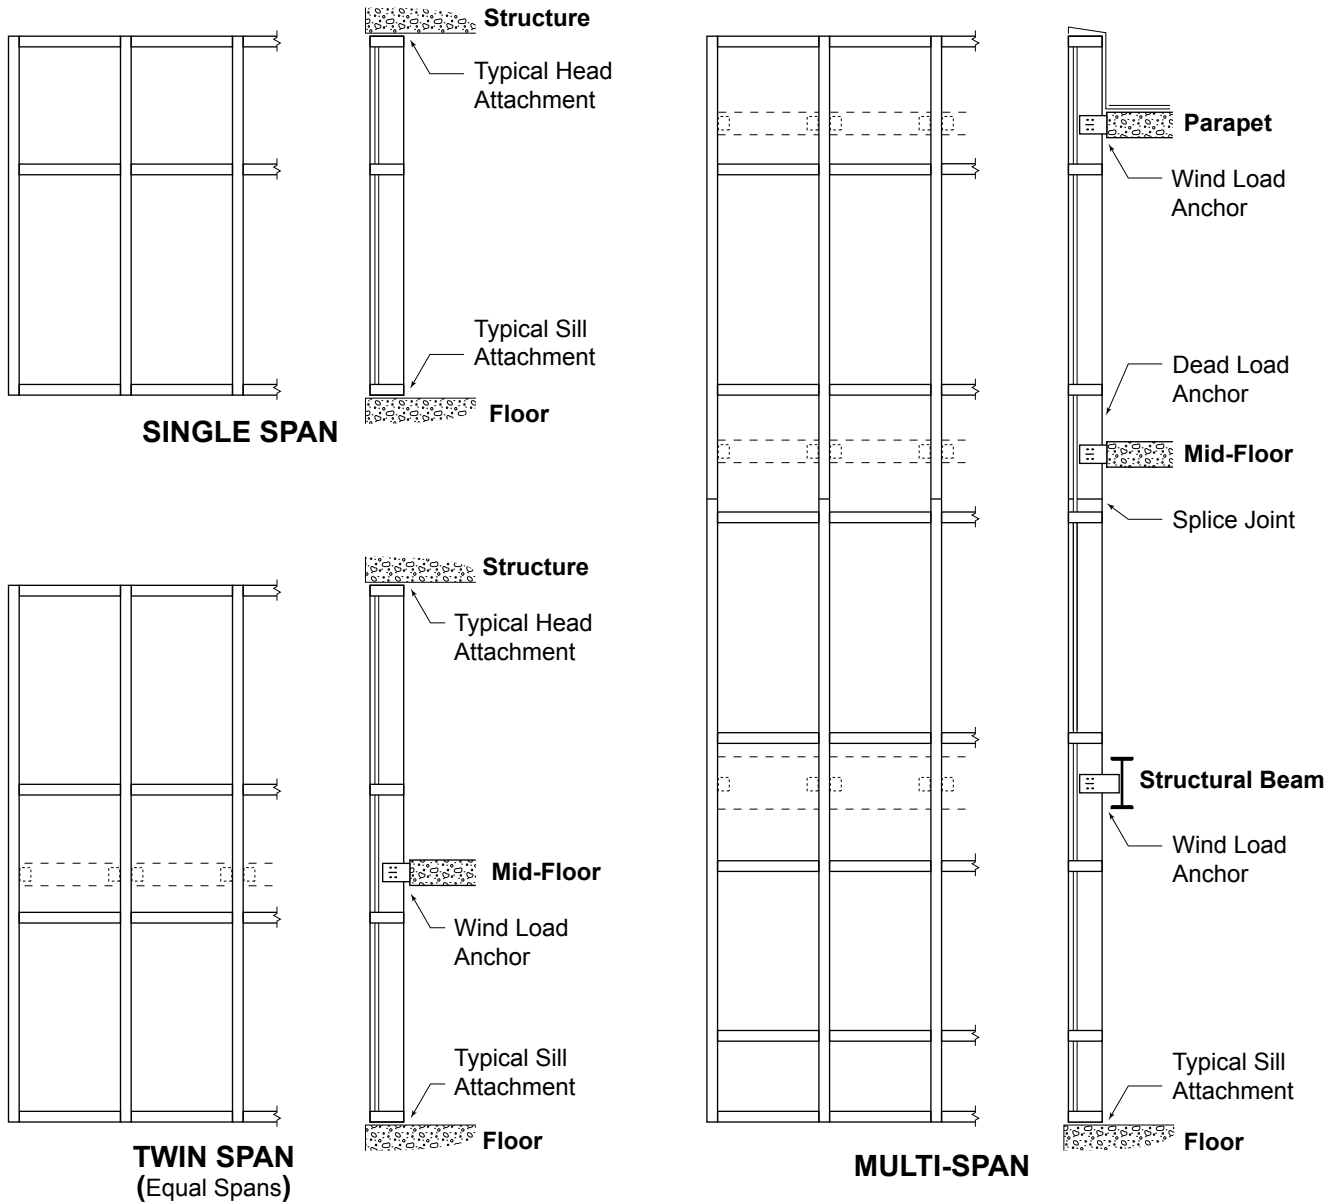 Structure
Typical Head
Attachment
Typical Sill
Attachment
Floor
SINGLE SPAN
Structure
Typical Head
Attachment
Mid-Floor
Wind Load
Anchor
Typical Sill
Attachment
Floor
TWIN SPAN
(Equal Spans)
Parapet
Wind Load
Anchor
Dead Load
Anchor
Mid-Floor
Splice Joint
Structural Beam
Wind Load
Anchor
Typical Sill
Attachment
Floor
MULTI-SPAN